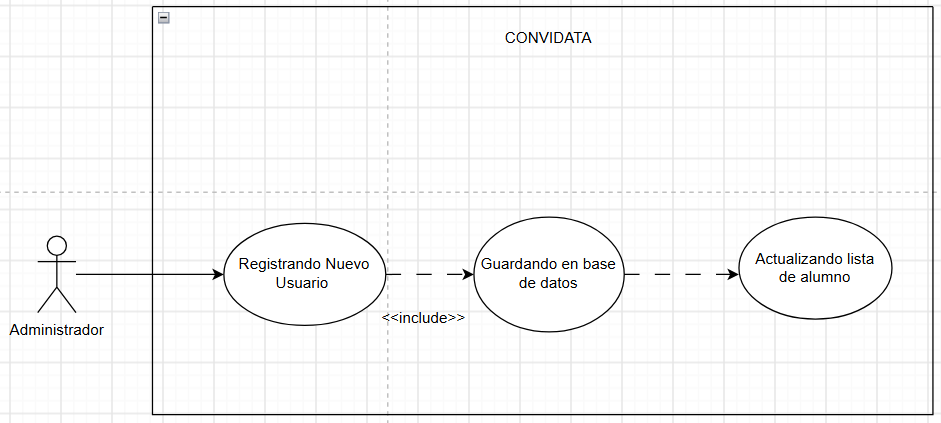 CONVIDATA
Registrando Nuevo
Usuario
Guardando en base
de datos
Actualizando lista
de alumno
<<include>>
Administrador